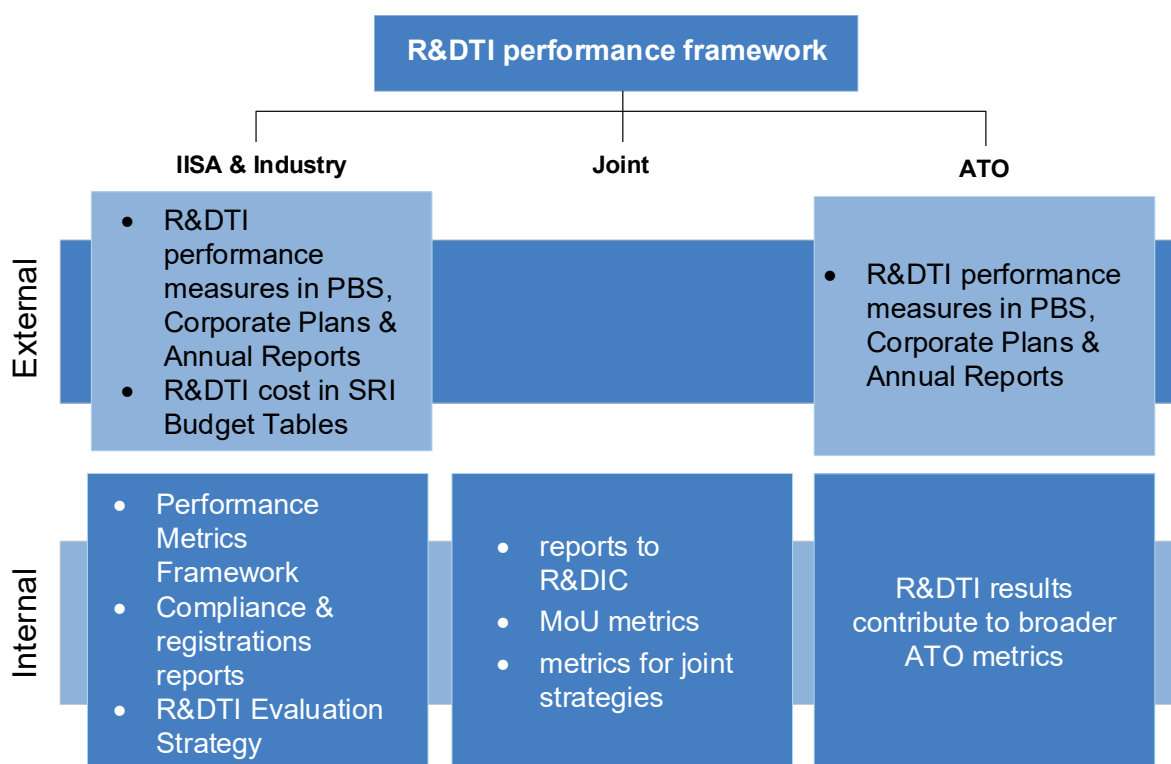 R&DTI performance framework
IISA & Industry
Joint
ATO
External
• R&DTI
performance
measures in PBS,
Corporate Plans &
Annual Reports
• R&DTI cost in SRI
Budget Tables
• R&DTI performance
measures in PBS,
Corporate Plans &
Annual Reports
Internal
• Performance
Metrics
Framework
• Compliance &
registrations
reports
• R&DTI Evaluation
Strategy
• reports to
R&DIC
• MoU metrics
• metrics for joint
strategies
R&DTI results
contribute to broader
ATO metrics